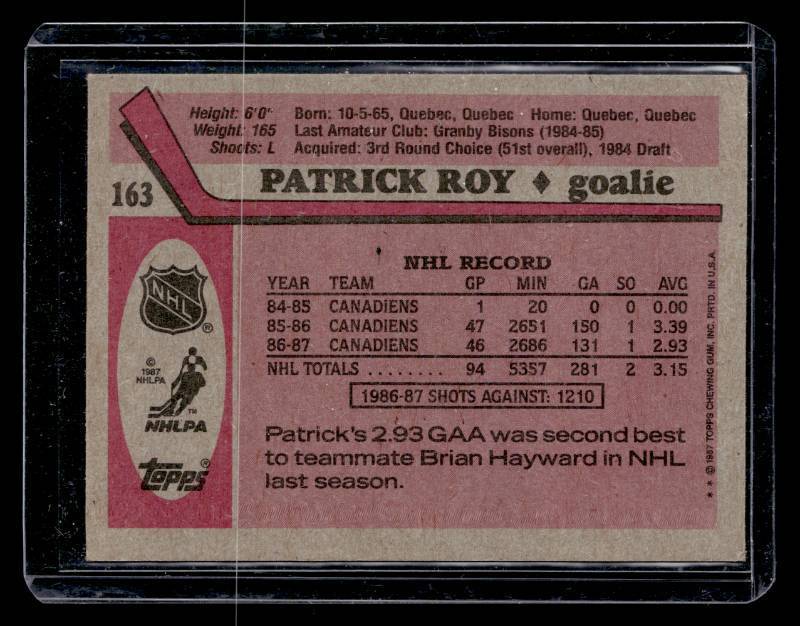 Height: 6'0" Born: 10-5-65, Quebec, Quebec · Home: Quebec, Quebec
Weight: 165 Last Amateur Club: Granby Bisons (1984-85)
Shoots: L Acquired: 3rd Round Choice (51st overall), 1984 Draft
163 PATRICK ROY ♦ goalie
NHL RECORD
YEAR TEAM GP MIN GA SO AVG
84-85 CANADIENS 1 20 0 0 0.00
85-86 CANADIENS 47 2651 150 1 3.39
86-87 CANADIENS 46 2686 131 1 2.93
NHL TOTALS ........ 94 5357 281 2 3.15
1986-87 SHOTS AGAINST: 1210
Patrick's 2.93 GAA was second best
to teammate Brian Hayward in NHL
last season.
NHL ®
©
1987
NHLPA
TM
NHLPA
topps®
* * © 1987 TOPPS CHEWING GUM, INC. PRTD. IN U.S.A.